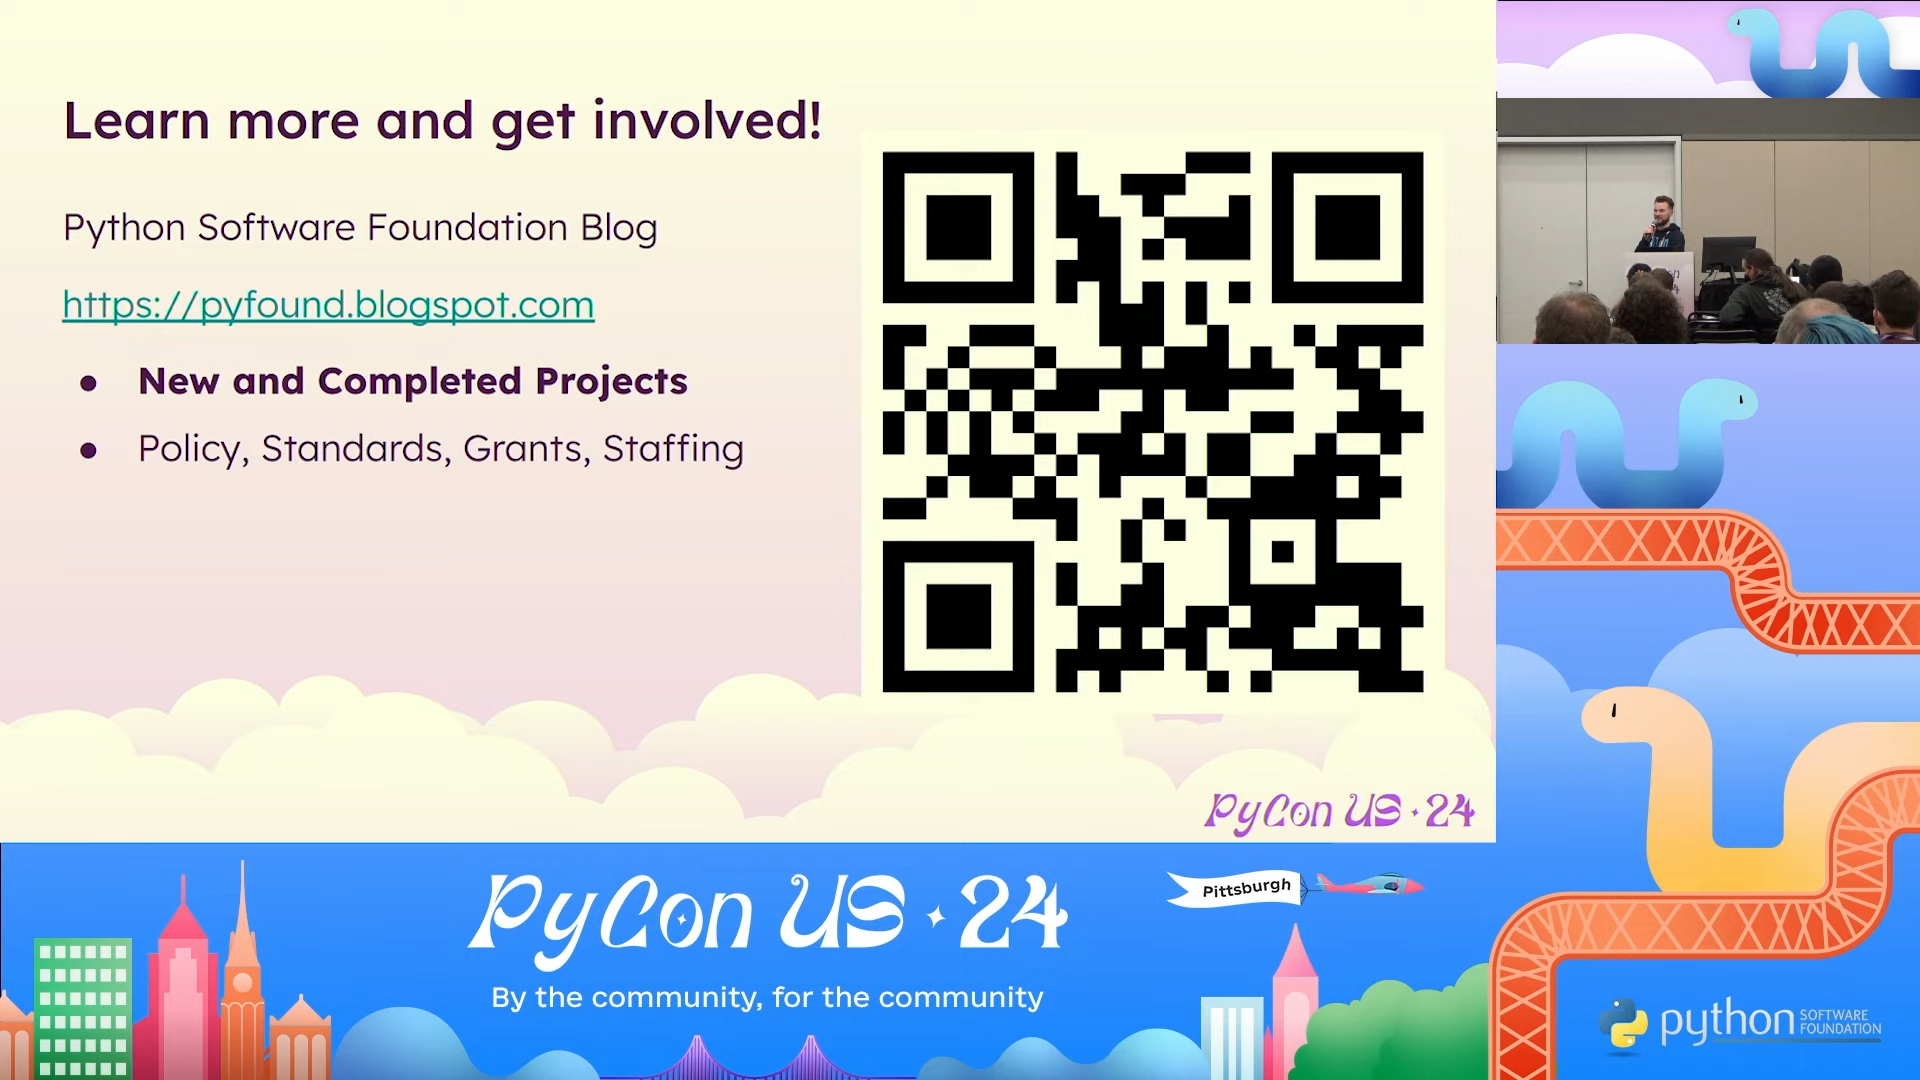 Learn more and get involved!
Python Software Foundation Blog
https://pyfound.blogspot.com
● New and Completed Projects
● Policy, Standards, Grants, Staffing
PyCon US · 24
PyCon US · 24
By the community, for the community
Pittsburgh
python SOFTWARE FOUNDATION